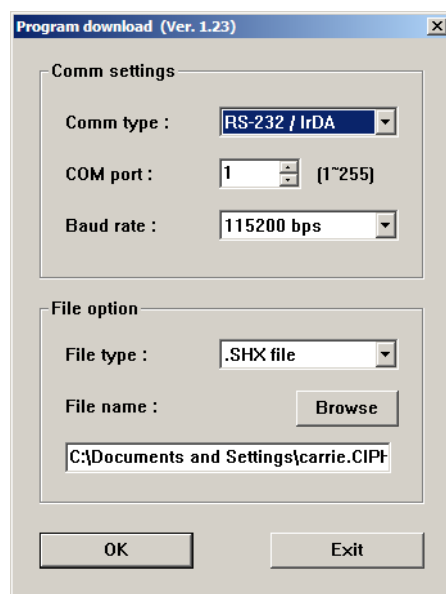 Program download (Ver. 1.23)
Comm settings
Comm type : RS-232 / IrDA
COM port : 1 (1~255)
Baud rate : 115200 bps
File option
File type : .SHX file
File name : Browse
C:\Documents and Settings\carrie.CIPH
OK Exit